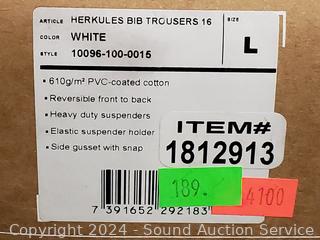 ARTICLE HERKULES BIB TROUSERS 16
SIZE
COLOR WHITE
L
STYLE 10096-100-0015
• 610g/m² PVC-coated cotton
• Reversible front to back
• Heavy duty suspenders
• Elastic suspender holder
• Side gusset with snap
ITEM#
1812913
189.
4100
7 391652 292183
Copyright 2024 - Sound Auction Service